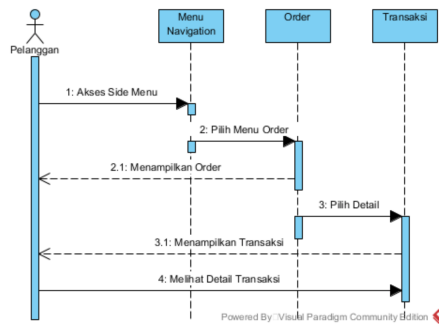 Menu
Navigation
Order
Transaksi
Pelanggan
1: Akses Side Menu
2: Pilih Menu Order
2.1: Menampilkan Order
3: Pilih Detail
3.1: Menampilkan Transaksi
4: Melihat Detail Transaksi
Powered By Visual Paradigm Community Edition